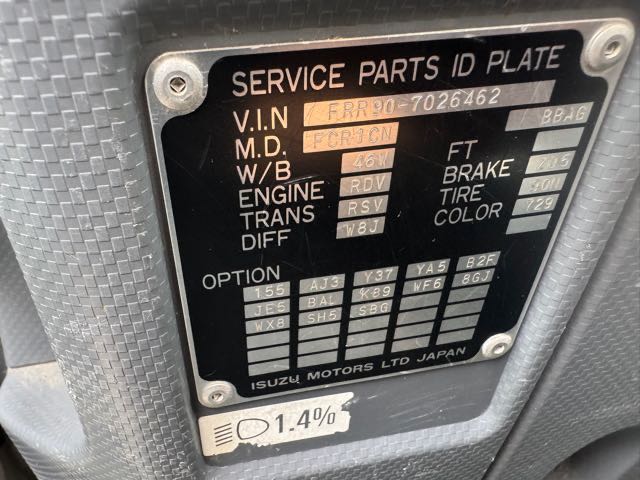 SERVICE PARTS ID PLATE
V.I.N FRR90-7026462
M.D. FCRJCN BBAG
W/B 46W FT
ENGINE RDV BRAKE 705
TRANS RSV TIRE
DIFF W8J COLOR 729
OPTION
155 AJ3 Y37 YA5 B2F
JE5 BAL K89 WF6 8GJ
WX8 SH5 SBG
ISUZU MOTORS LTD JAPAN
1.4%